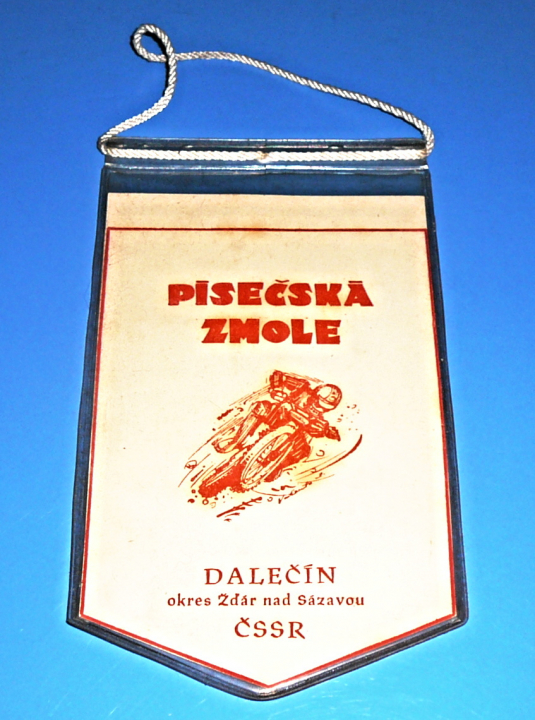 PÍSEČSKÁ
ZMOLE
DALEČÍN
okres Žďár nad Sázavou
ČSSR